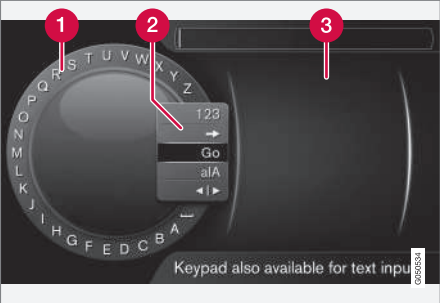 1
2
3
A B C D E F G H I J K L M N O P Q R S T U V W X Y Z
123
➡
Go
a|A
◄|►
Keypad also available for text inpu
G050534